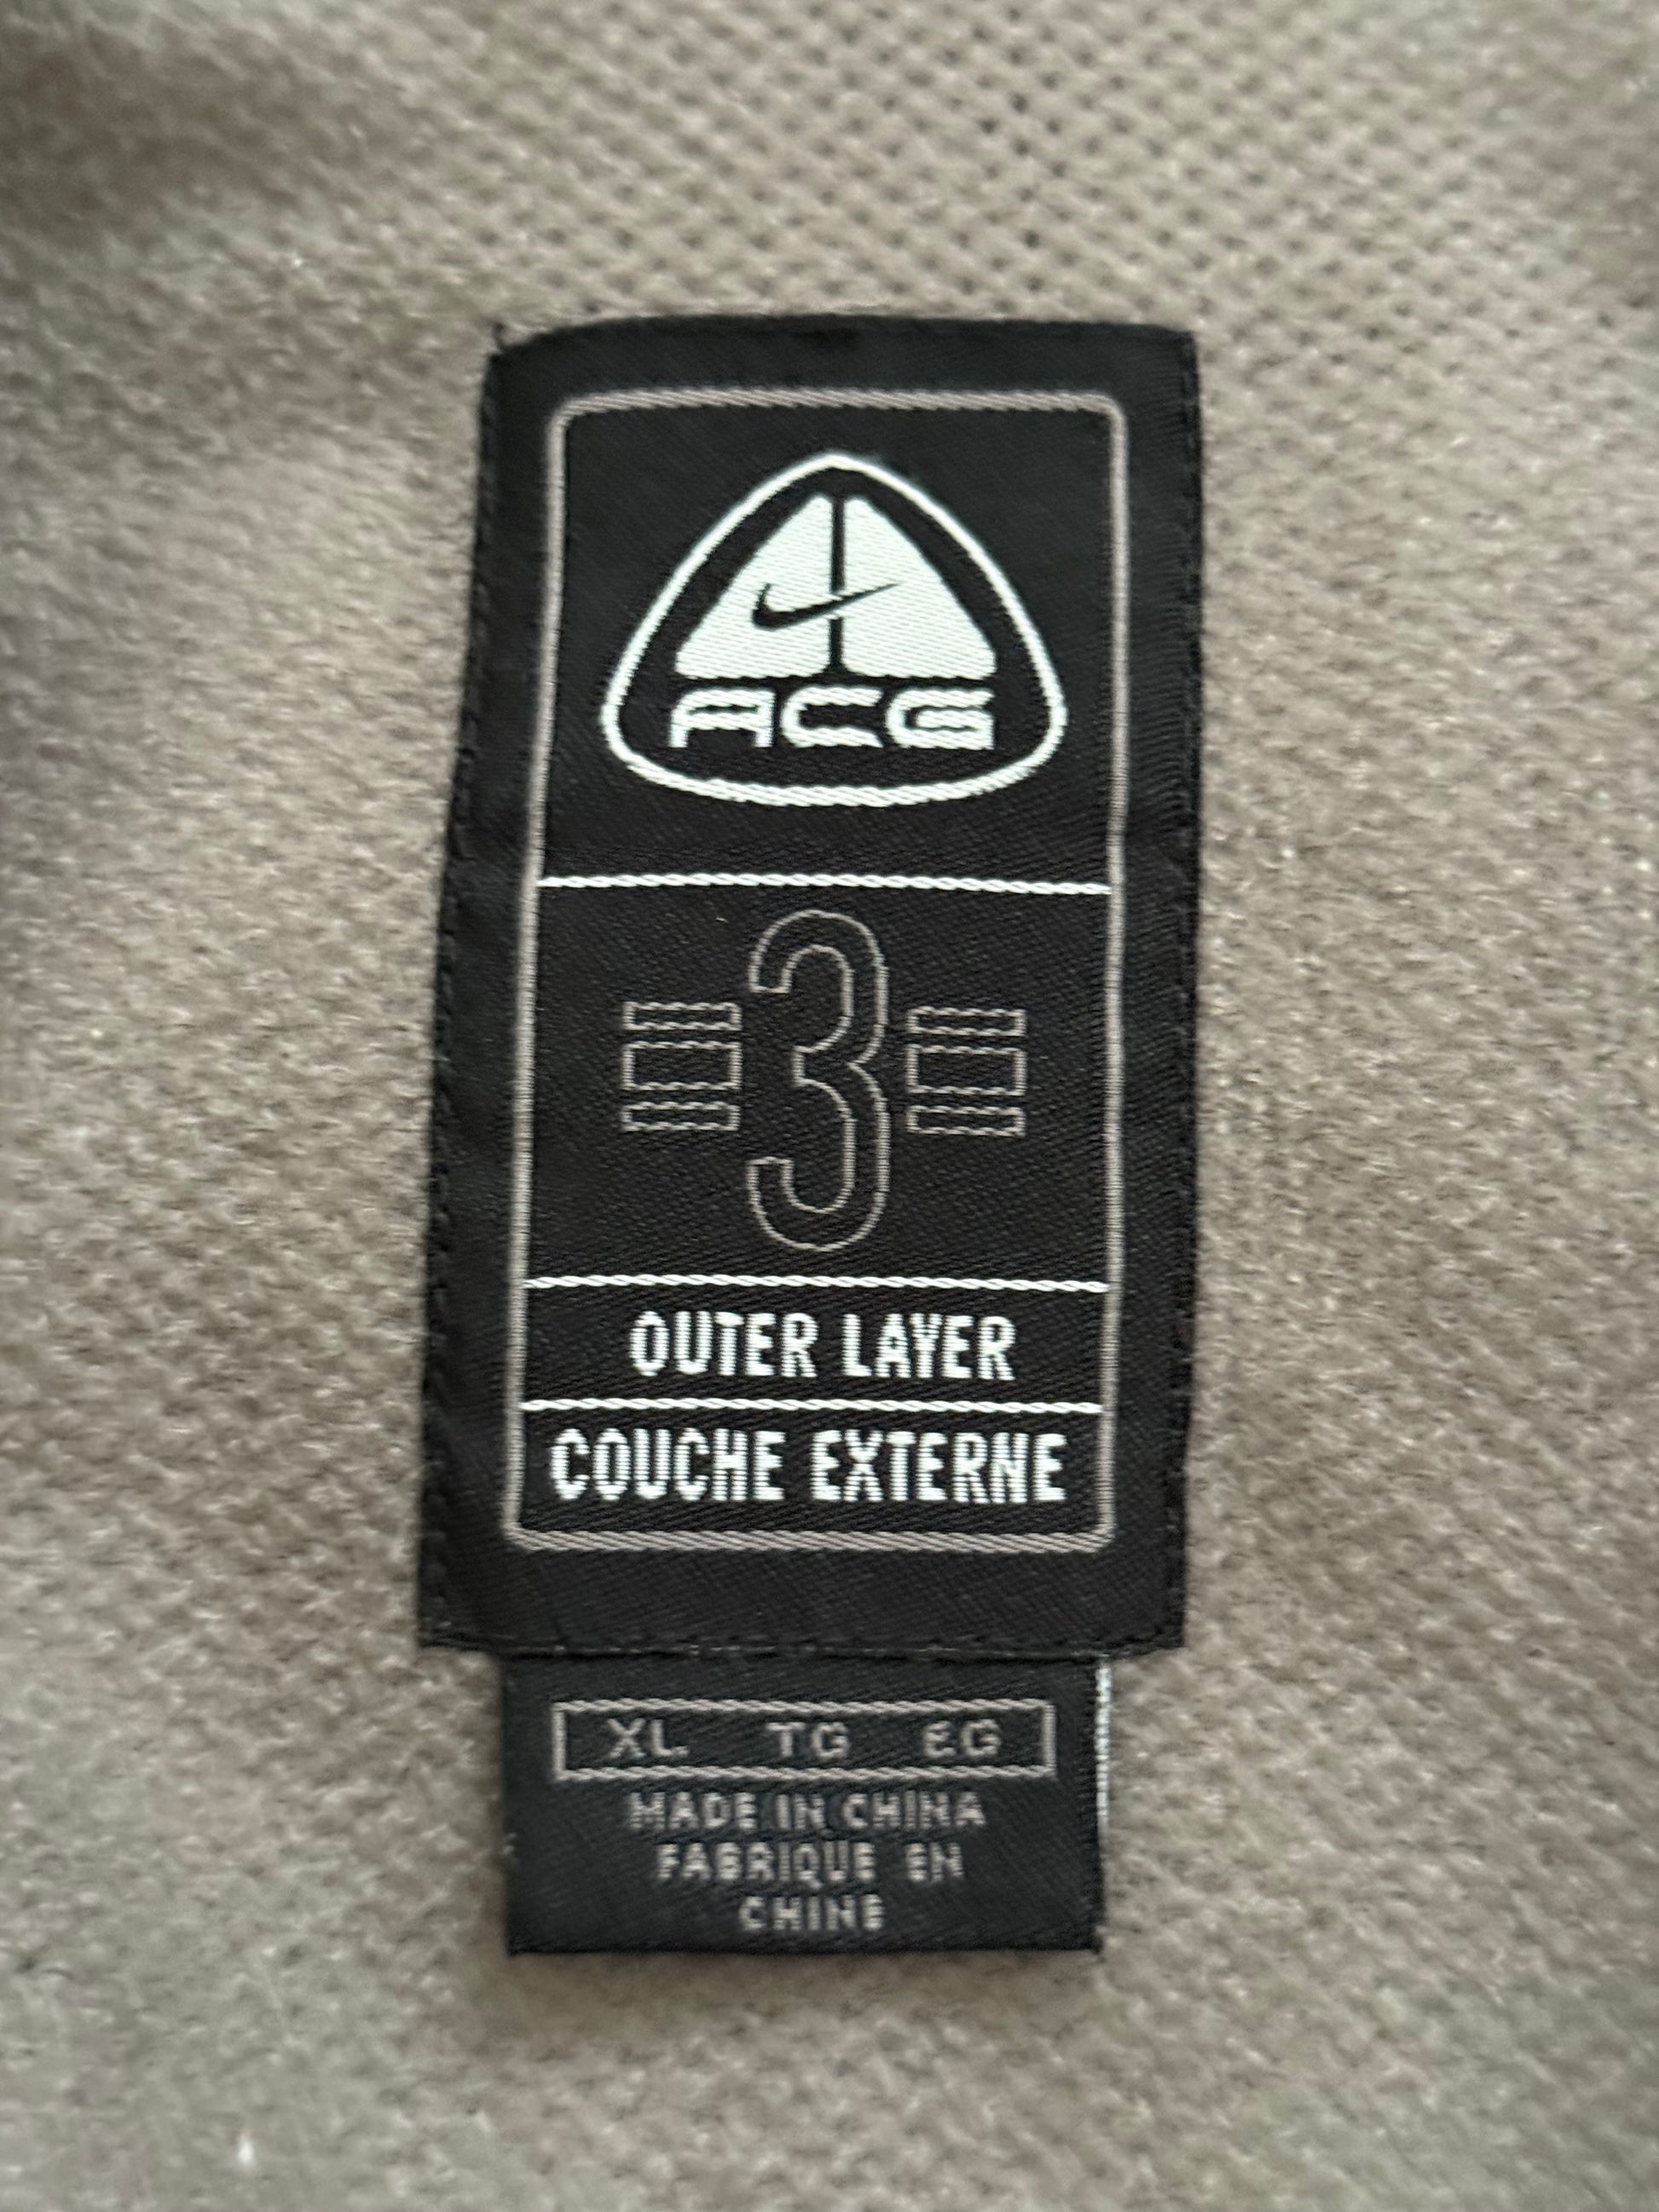 ACG
3
OUTER LAYER
COUCHE EXTERNE
XL TG EG
MADE IN CHINA
FABRIQUE EN
CHINE